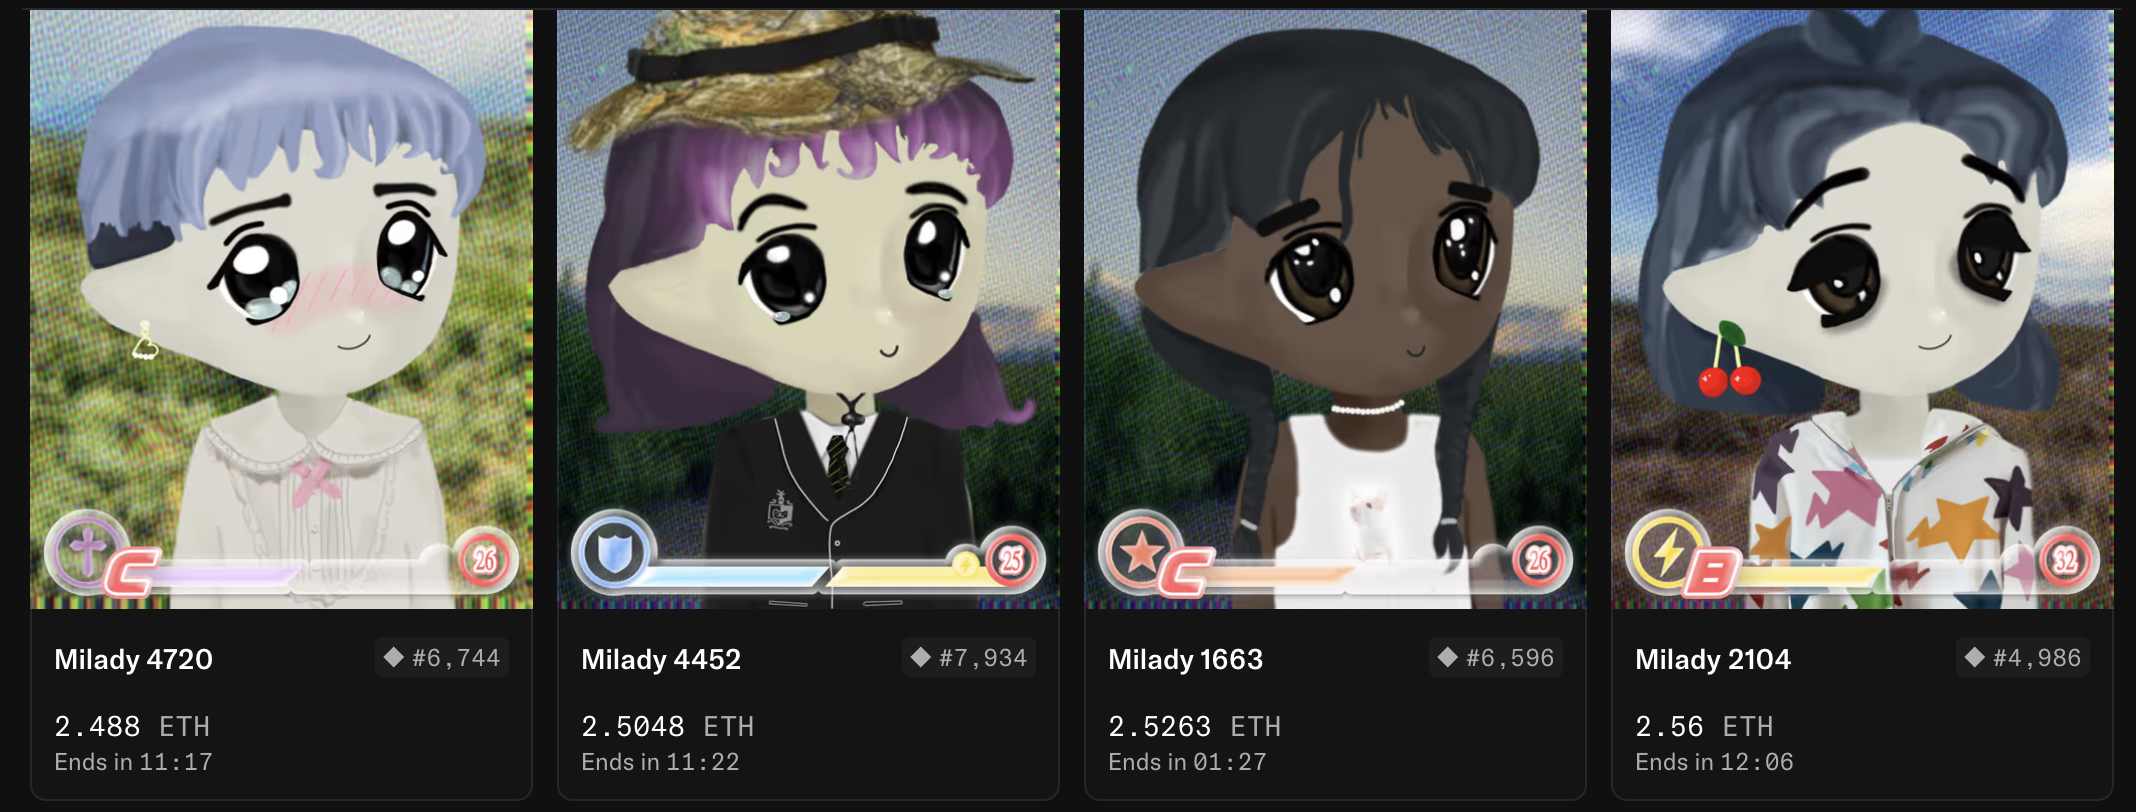 C
26
25
C
26
B
32
Milady 4720
#6,744
2.488 ETH
Ends in 11:17
Milady 4452
#7,934
2.5048 ETH
Ends in 11:22
Milady 1663
#6,596
2.5263 ETH
Ends in 01:27
Milady 2104
#4,986
2.56 ETH
Ends in 12:06